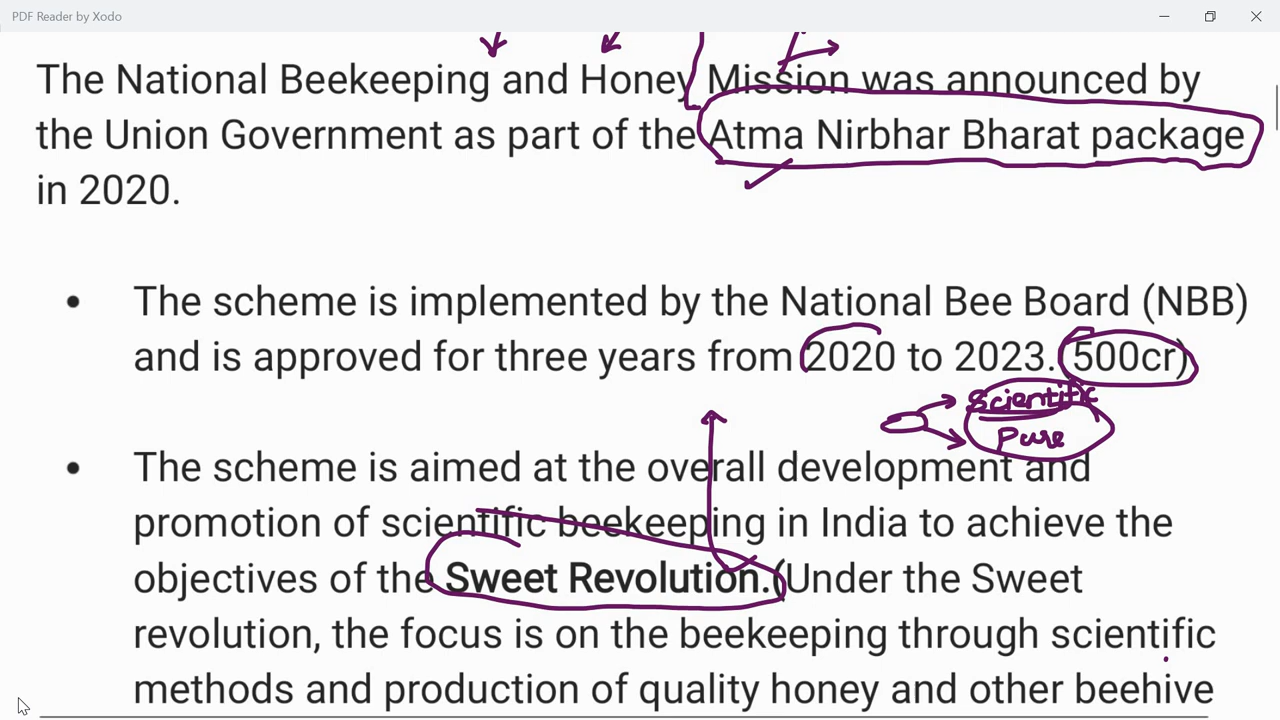 PDF Reader by Xodo
The National Beekeeping and Honey Mission was announced by
the Union Government as part of the Atma Nirbhar Bharat package
in 2020.
• The scheme is implemented by the National Bee Board (NBB)
and is approved for three years from 2020 to 2023. (500cr)
Scientific
Pure
• The scheme is aimed at the overall development and
promotion of scientific beekeeping in India to achieve the
objectives of the Sweet Revolution.(Under the Sweet
revolution, the focus is on the beekeeping through scientific
methods and production of quality honey and other beehive